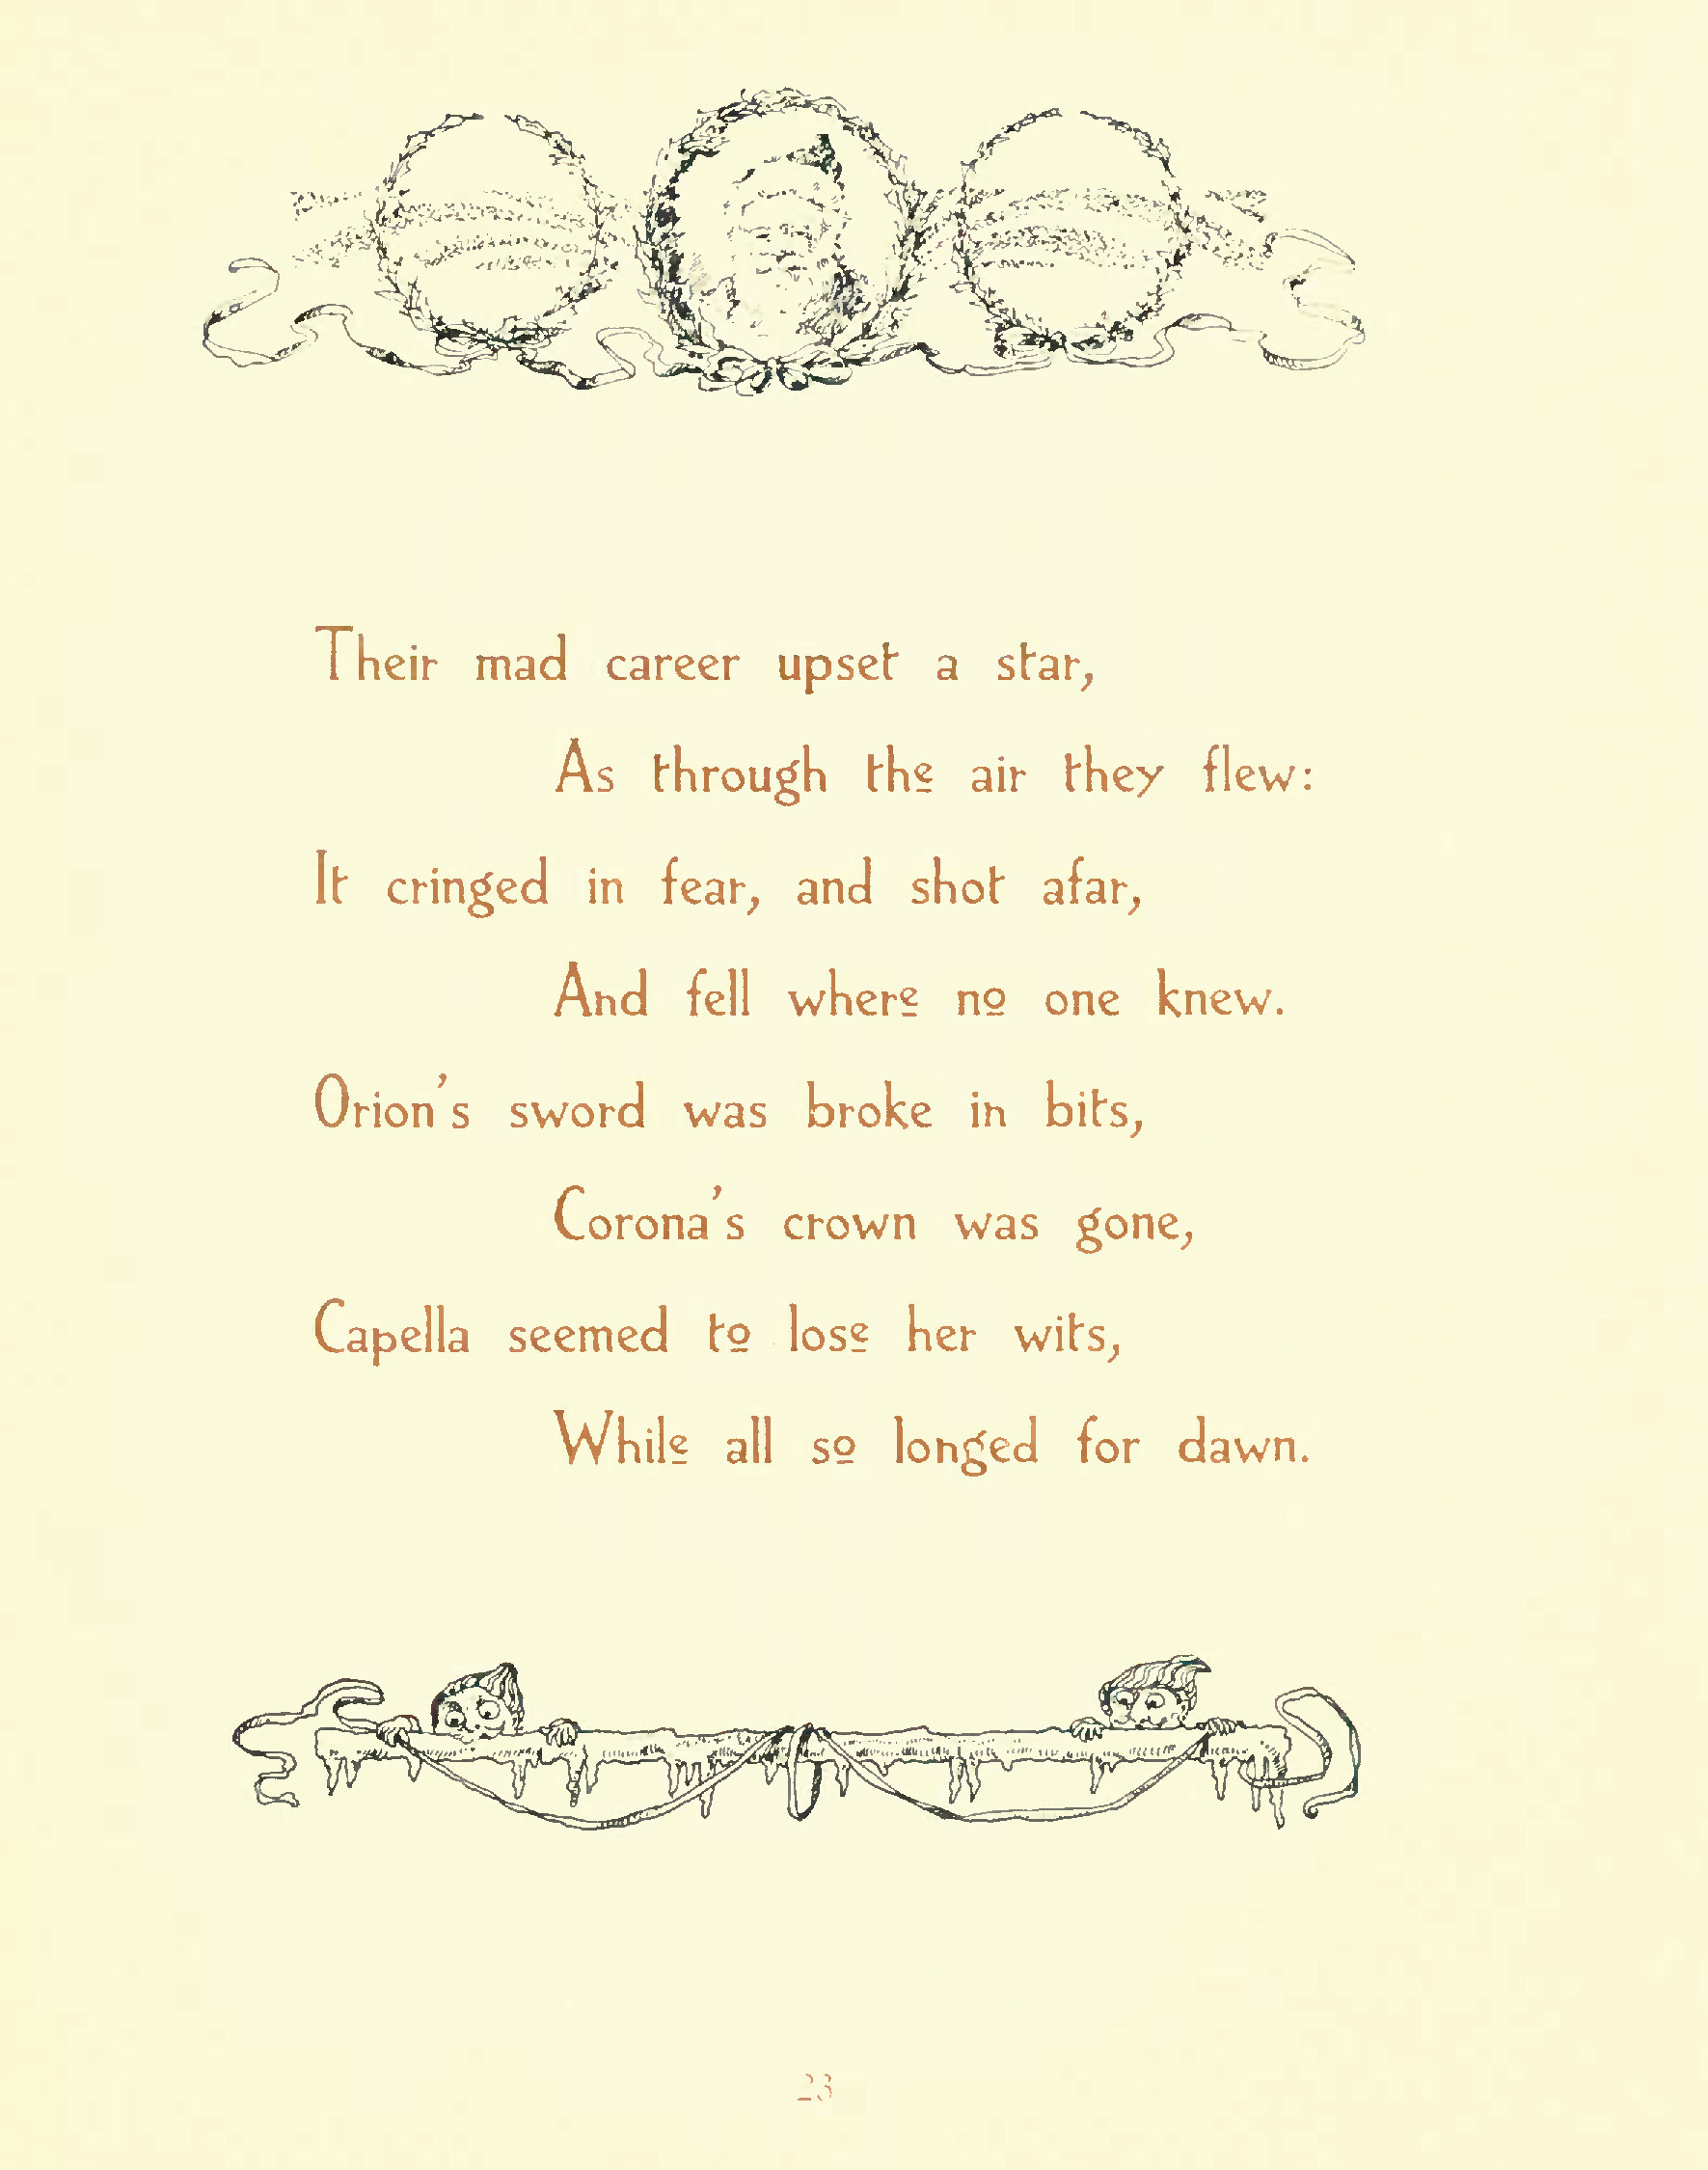 Their mad career upset a star,
As through the air they flew:
It cringed in fear, and shot afar,
And fell where no one knew.
Orion's sword was broke in bits,
Corona's crown was gone,
Capella seemed to lose her wits,
While all so longed for dawn.
23